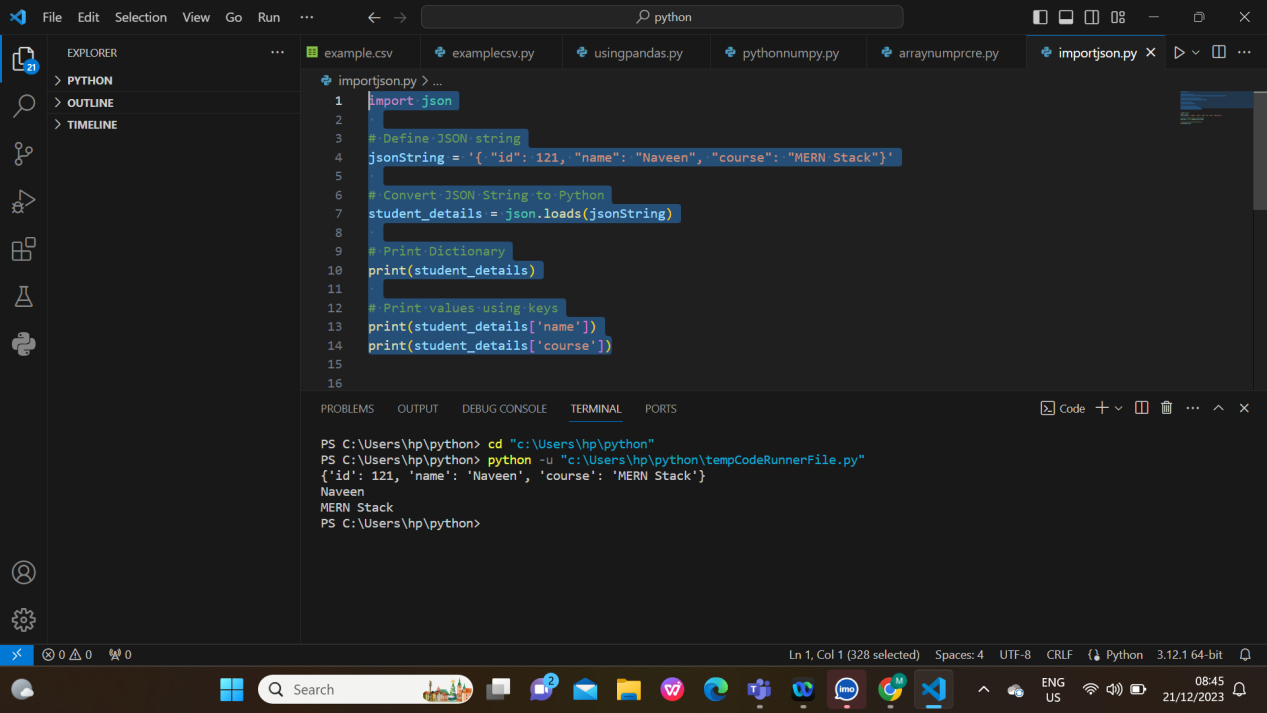 File Edit Selection View Go Run ··· python
EXPLORER ···
example.csv examplecsv.py usingpandas.py pythonnumpy.py arraynumprcre.py importjson.py
PYTHON
OUTLINE
TIMELINE
21
importjson.py > ...
1 import json
2
3 # Define JSON string
4 jsonString = '{ "id": 121, "name": "Naveen", "course": "MERN Stack"}'
5
6 # Convert JSON String to Python
7 student_details = json.loads(jsonString)
8
9 # Print Dictionary
10 print(student_details)
11
12 # Print values using keys
13 print(student_details['name'])
14 print(student_details['course'])
15
16
PROBLEMS OUTPUT DEBUG CONSOLE TERMINAL PORTS Code
PS C:\Users\hp\python> cd "c:\Users\hp\python"
PS C:\Users\hp\python> python -u "c:\Users\hp\python\tempCodeRunnerFile.py"
{'id': 121, 'name': 'Naveen', 'course': 'MERN Stack'}
Naveen
MERN Stack
PS C:\Users\hp\python>
0 0 0 Ln 1, Col 1 (328 selected) Spaces: 4 UTF-8 CRLF Python 3.12.1 64-bit
Search 2 imo M
ENG
US
08:45
21/12/2023